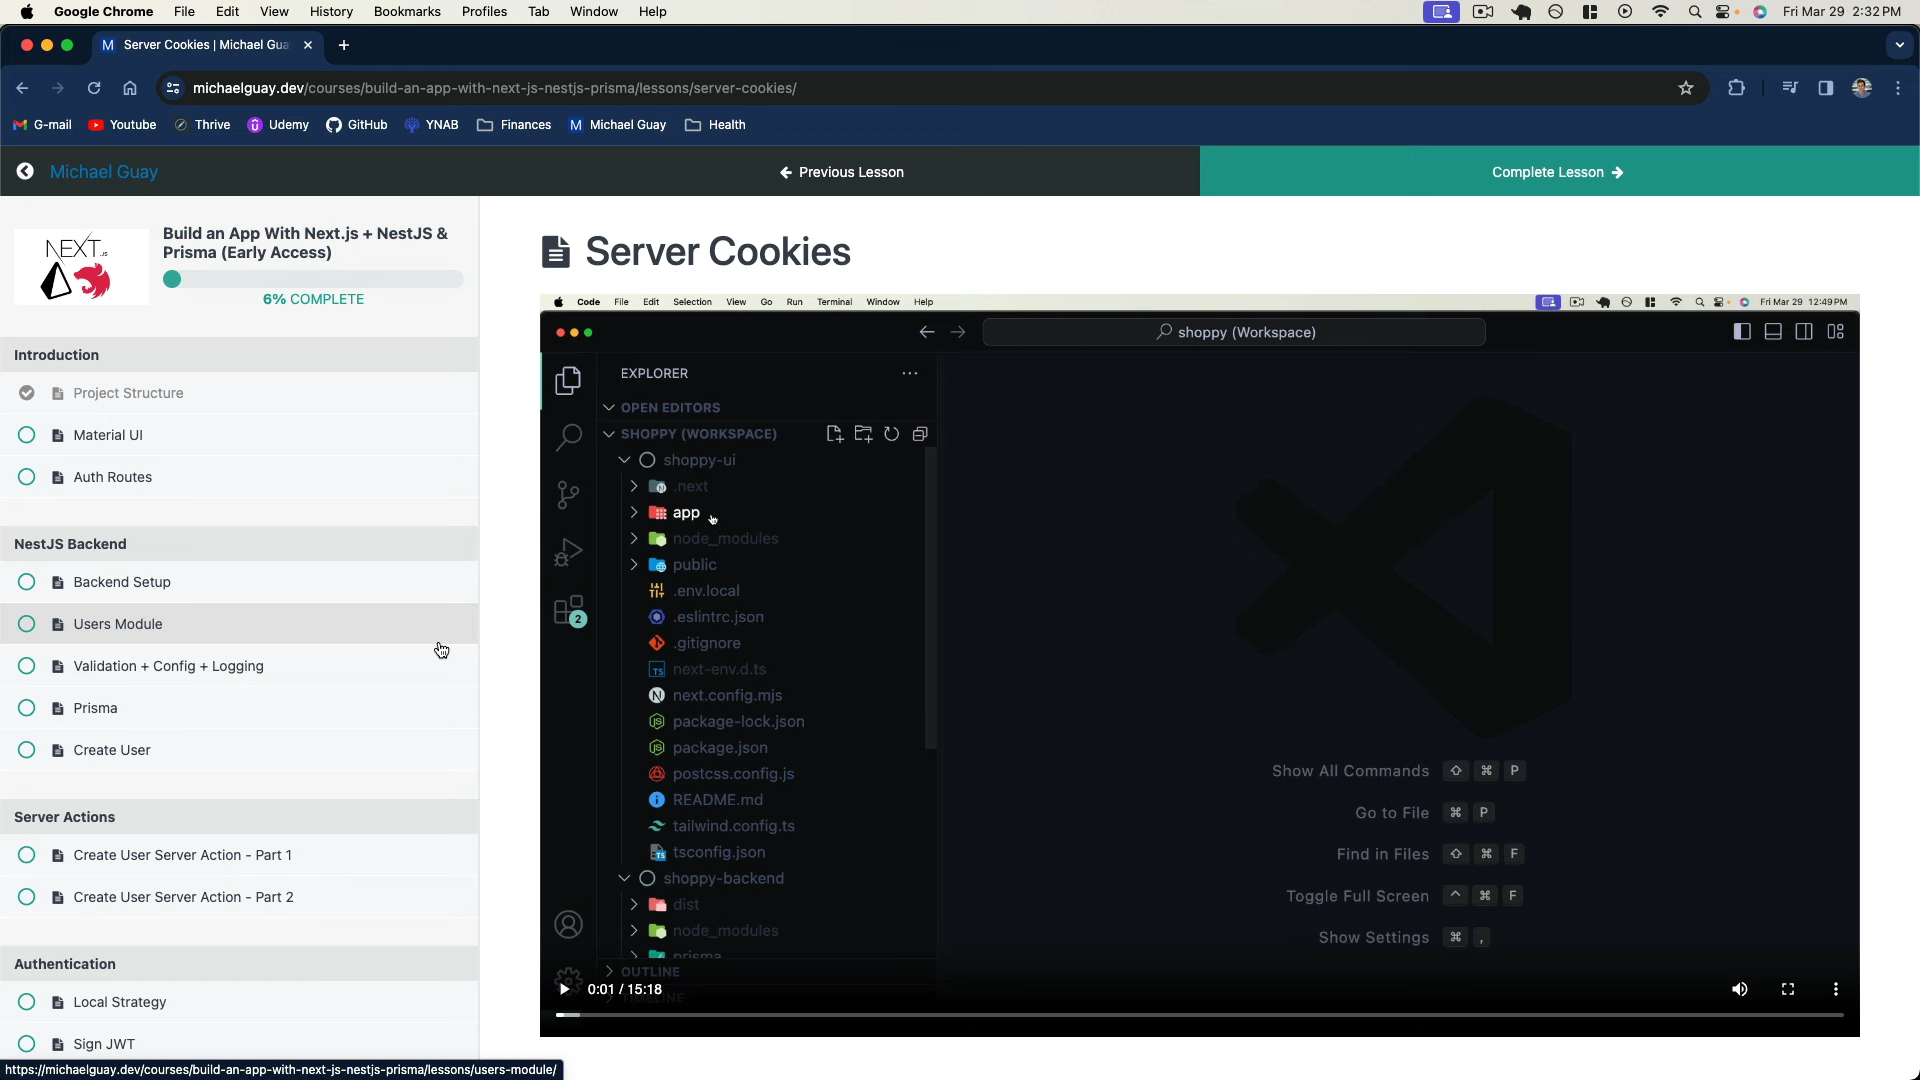 Google Chrome File Edit View History Bookmarks Profiles Tab Window Help Fri Mar 29 2:32 PM
M Server Cookies | Michael Gua
michaelguay.dev/courses/build-an-app-with-next-js-nestjs-prisma/lessons/server-cookies/
G-mail Youtube Thrive Udemy GitHub YNAB Finances M Michael Guay Health
Michael Guay Previous Lesson Complete Lesson
NEXT.JS
Build an App With Next.js + NestJS &
Prisma (Early Access)
6% COMPLETE
Introduction
Project Structure
Material UI
Auth Routes
NestJS Backend
Backend Setup
Users Module
Validation + Config + Logging
Prisma
Create User
Server Actions
Create User Server Action - Part 1
Create User Server Action - Part 2
Authentication
Local Strategy
Sign JWT
https://michaelguay.dev/courses/build-an-app-with-next-js-nestjs-prisma/lessons/users-module/
Server Cookies
Code File Edit Selection View Go Run Terminal Window Help Fri Mar 29 12:49 PM
shoppy (Workspace)
EXPLORER
OPEN EDITORS
SHOPPY (WORKSPACE)
shoppy-ui
.next
app
node_modules
public
.env.local
.eslintrc.json
.gitignore
TS next-env.d.ts
N next.config.mjs
JS package-lock.json
JS package.json
postcss.config.js
README.md
tailwind.config.ts
TS tsconfig.json
shoppy-backend
dist
node_modules
prisma
OUTLINE
TIMELINE
2
Show All Commands ⇧ ⌘ P
Go to File ⌘ P
Find in Files ⇧ ⌘ F
Toggle Full Screen ^ ⌘ F
Show Settings ⌘ ,
0:01 / 15:18